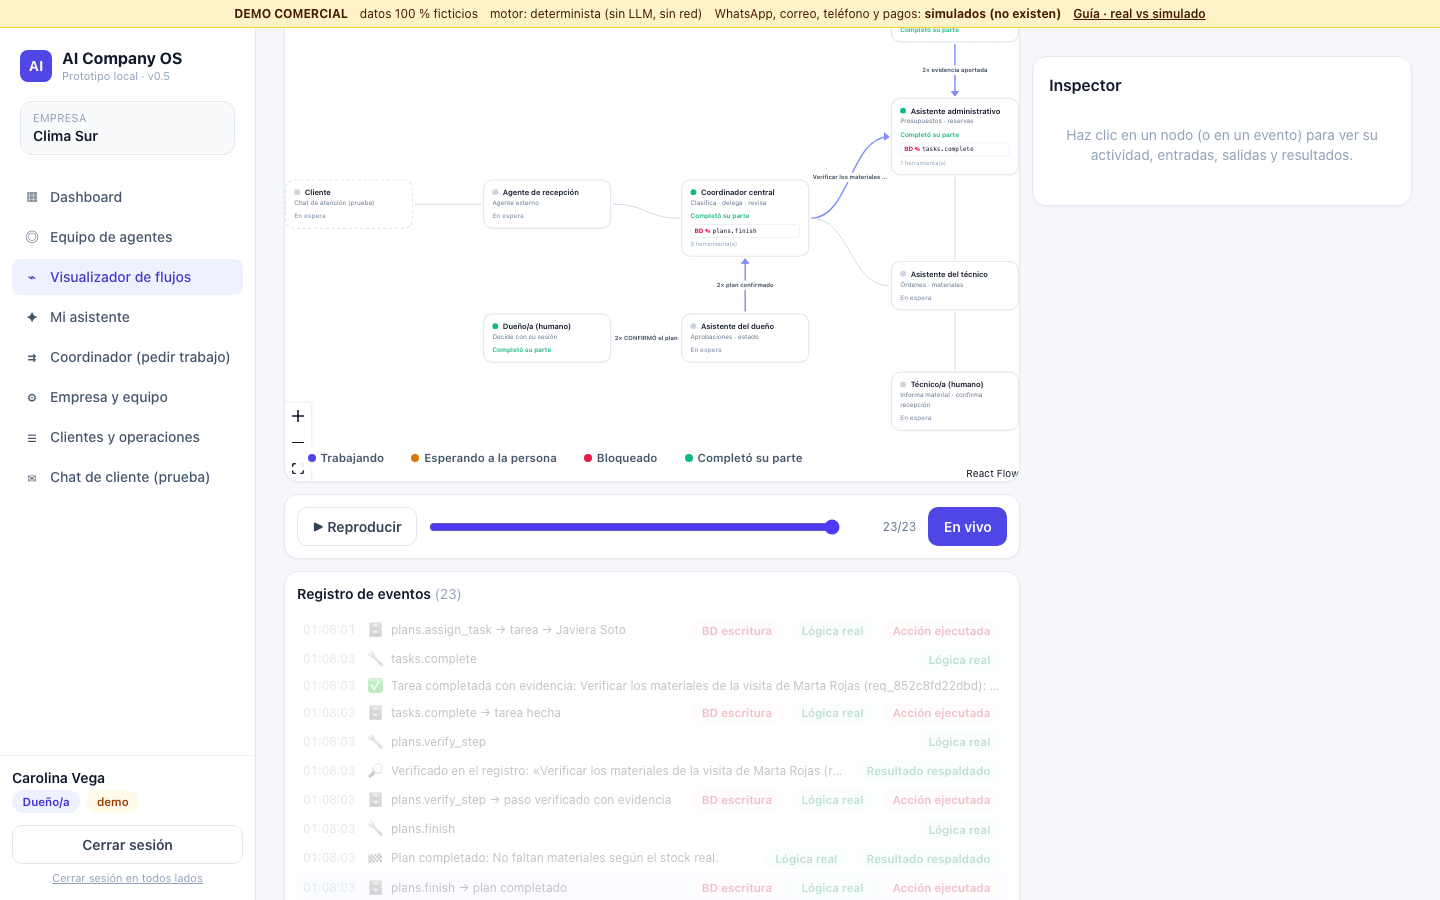 DEMO COMERCIAL datos 100 % ficticios motor: determinista (sin LLM, sin red) WhatsApp, correo, teléfono y pagos: simulados (no existen) Guía · real vs simulado
AI
AI Company OS
Prototipo local · v0.5
EMPRESA
Clima Sur
Dashboard
Equipo de agentes
Visualizador de flujos
Mi asistente
Coordinador (pedir trabajo)
Empresa y equipo
Clientes y operaciones
Chat de cliente (prueba)
Carolina Vega
Dueño/a
demo
Cerrar sesión
Cerrar sesión en todos lados
Completó su parte
2× evidencia aportada
Asistente administrativo
Presupuestos · reservas
Completó su parte
BD ✎ tasks.complete
1 herramienta(s)
Verificar los materiales ...
Cliente
Chat de atención (prueba)
En espera
Agente de recepción
Agente externo
En espera
Coordinador central
Clasifica · delega · revisa
Completó su parte
BD ✎ plans.finish
5 herramienta(s)
Asistente del técnico
Órdenes · materiales
En espera
2× plan confirmado
Dueño/a (humano)
Decide con su sesión
Completó su parte
2× CONFIRMÓ el plan
Asistente del dueño
Aprobaciones · estado
En espera
Técnico/a (humano)
Informa material · confirma
recepción
En espera
Trabajando
Esperando a la persona
Bloqueado
Completó su parte
React Flow
Reproducir
23/23
En vivo
Registro de eventos (23)
01:08:01 plans.assign_task → tarea → Javiera Soto BD escritura Lógica real Acción ejecutada
01:08:03 tasks.complete Lógica real
01:08:03 Tarea completada con evidencia: Verificar los materiales de la visita de Marta Rojas (req_852c8fd22dbd): ...
01:08:03 tasks.complete → tarea hecha BD escritura Lógica real Acción ejecutada
01:08:03 plans.verify_step Lógica real
01:08:03 Verificado en el registro: «Verificar los materiales de la visita de Marta Rojas (r... Resultado respaldado
01:08:03 plans.verify_step → paso verificado con evidencia BD escritura Lógica real Acción ejecutada
01:08:03 plans.finish Lógica real
01:08:03 Plan completado: No faltan materiales según el stock real. Lógica real Resultado respaldado
01:08:03 plans.finish → plan completado BD escritura Lógica real Acción ejecutada
Inspector
Haz clic en un nodo (o en un evento) para ver su
actividad, entradas, salidas y resultados.